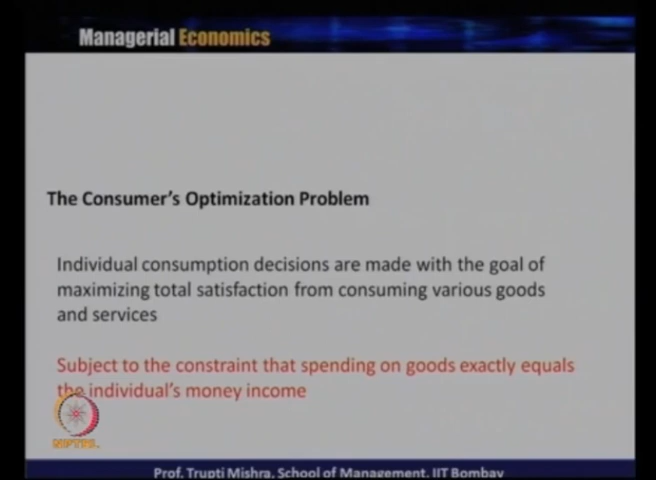 Managerial Economics
The Consumer's Optimization Problem
Individual consumption decisions are made with the goal of
maximizing total satisfaction from consuming various goods
and services
Subject to the constraint that spending on goods exactly equals
the individual's money income
NPTEL
Prof. Trupti Mishra, School of Management, IIT Bombay